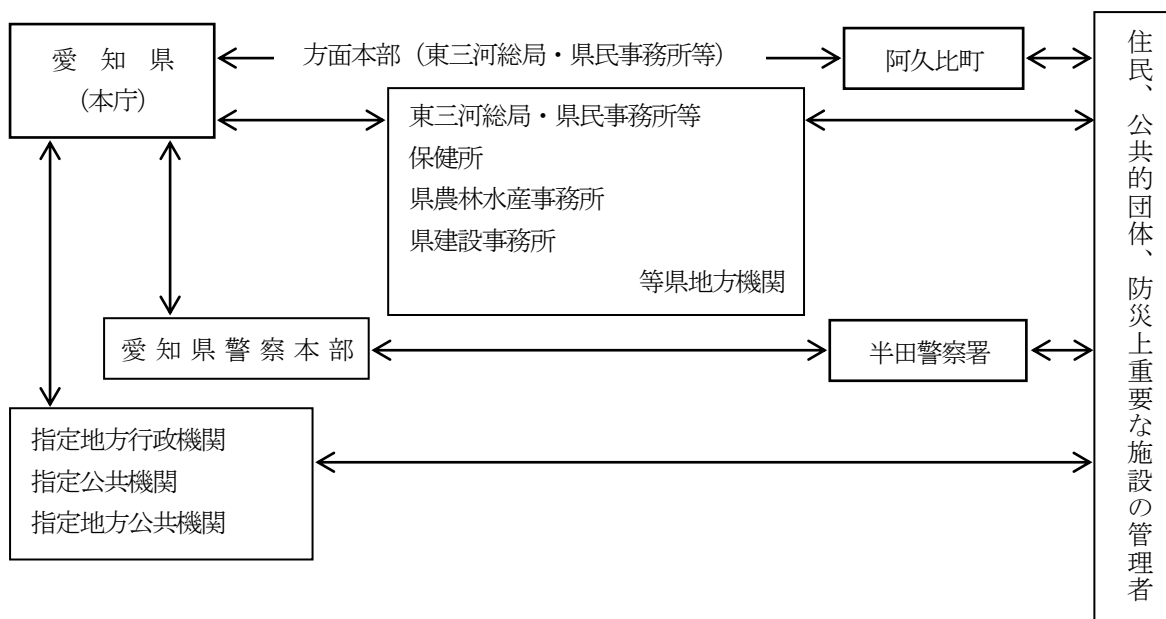 愛知県
(本庁)
方面本部（東三河総局・県民事務所等）
阿久比町
東三河総局・県民事務所等
保健所
県農林水産事務所
県建設事務所
等県地方機関
愛知県警察本部
半田警察署
指定地方行政機関
指定公共機関
指定地方公共機関
住民、公共的団体、防災上重要な施設の管理者